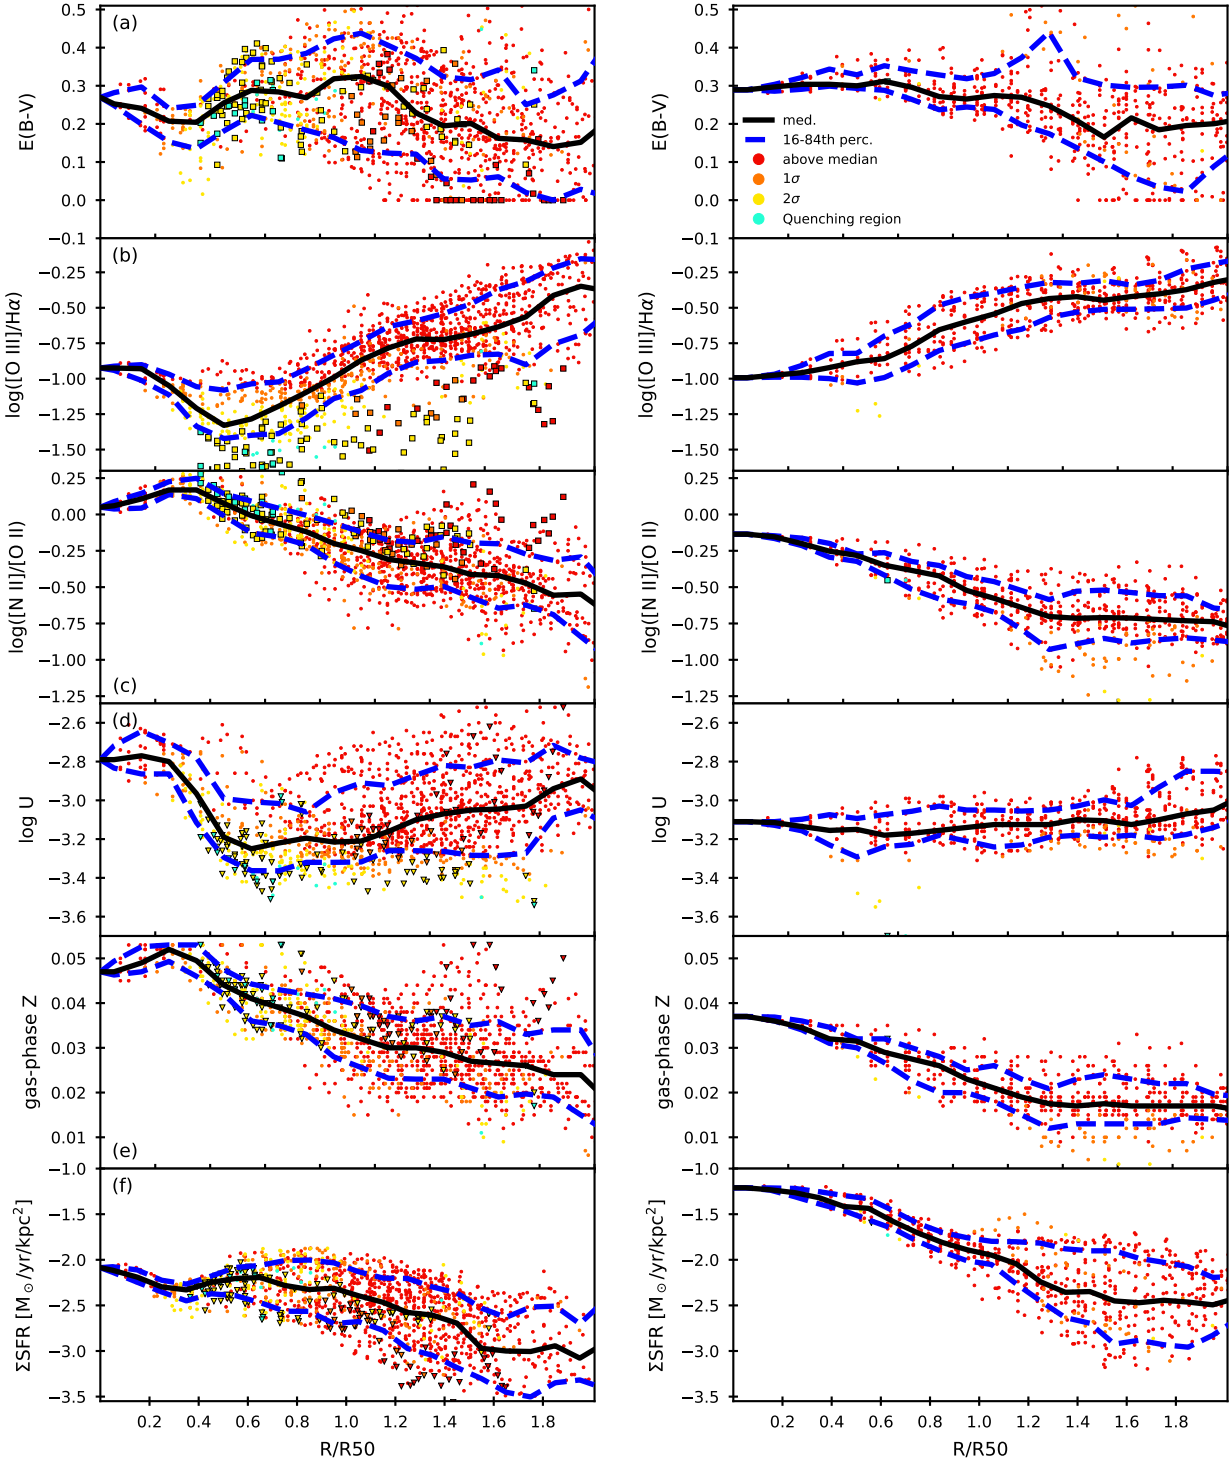 (a)
E(B-V)
0.5
0.4
0.3
0.2
0.1
0.0
−0.1
E(B-V)
0.5
0.4
0.3
0.2
0.1
0.0
−0.1
med.
16-84th perc.
above median
1σ
2σ
Quenching region
(b)
log([O III]/Hα)
−0.25
−0.50
−0.75
−1.00
−1.25
−1.50
log([O III]/Hα)
−0.25
−0.50
−0.75
−1.00
−1.25
−1.50
(c)
log([N II]/[O II)
0.25
0.00
−0.25
−0.50
−0.75
−1.00
−1.25
log([N II]/[O II)
0.25
0.00
−0.25
−0.50
−0.75
−1.00
−1.25
(d)
log U
−2.6
−2.8
−3.0
−3.2
−3.4
−3.6
log U
−2.6
−2.8
−3.0
−3.2
−3.4
−3.6
(e)
gas-phase Z
0.05
0.04
0.03
0.02
0.01
gas-phase Z
0.05
0.04
0.03
0.02
0.01
(f)
ΣSFR [M⊙/yr/kpc²]
−1.0
−1.5
−2.0
−2.5
−3.0
−3.5
ΣSFR [M⊙/yr/kpc²]
−1.0
−1.5
−2.0
−2.5
−3.0
−3.5
0.2 0.4 0.6 0.8 1.0 1.2 1.4 1.6 1.8
R/R50
0.2 0.4 0.6 0.8 1.0 1.2 1.4 1.6 1.8
R/R50